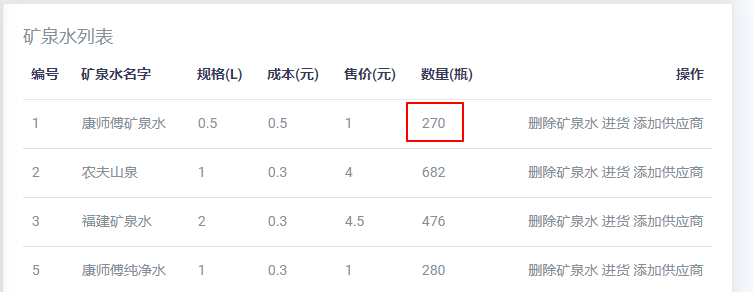 矿泉水列表
编号 矿泉水名字 规格(L) 成本(元) 售价(元) 数量(瓶) 操作
1 康师傅矿泉水 0.5 0.5 1 270 删除矿泉水 进货 添加供应商
2 农夫山泉 1 0.3 4 682 删除矿泉水 进货 添加供应商
3 福建矿泉水 2 0.3 4.5 476 删除矿泉水 进货 添加供应商
5 康师傅纯净水 1 0.3 1 280 删除矿泉水 进货 添加供应商